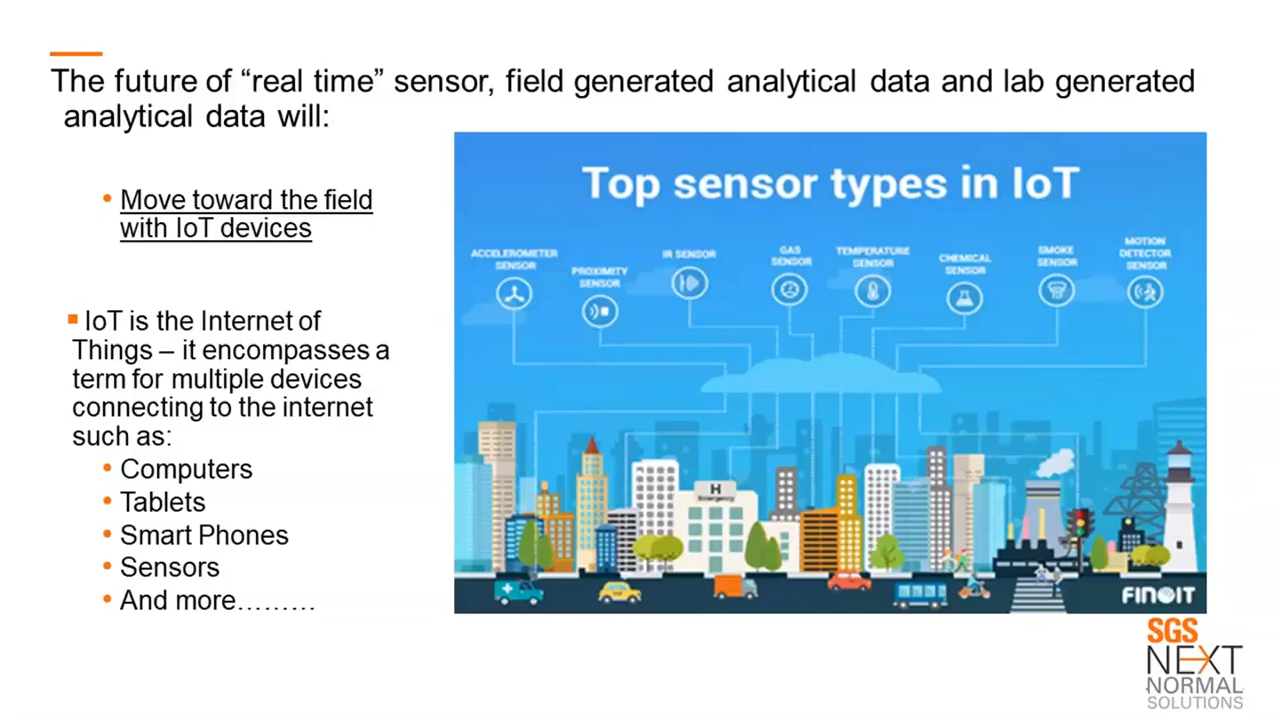 The future of “real time” sensor, field generated analytical data and lab generated
analytical data will:
• Move toward the field
with IoT devices
▪ IoT is the Internet of
Things – it encompasses a
term for multiple devices
connecting to the internet
such as:
• Computers
• Tablets
• Smart Phones
• Sensors
• And more………
Top sensor types in IoT
ACCELEROMETER
SENSOR
PROXIMITY
SENSOR
IR SENSOR
GAS
SENSOR
TEMPERATURE
SENSOR
CHEMICAL
SENSOR
SMOKE
SENSOR
MOTION
DETECTOR
SENSOR
H
Emergency
FINOIT
SGS
NEXT
NORMAL
SOLUTIONS